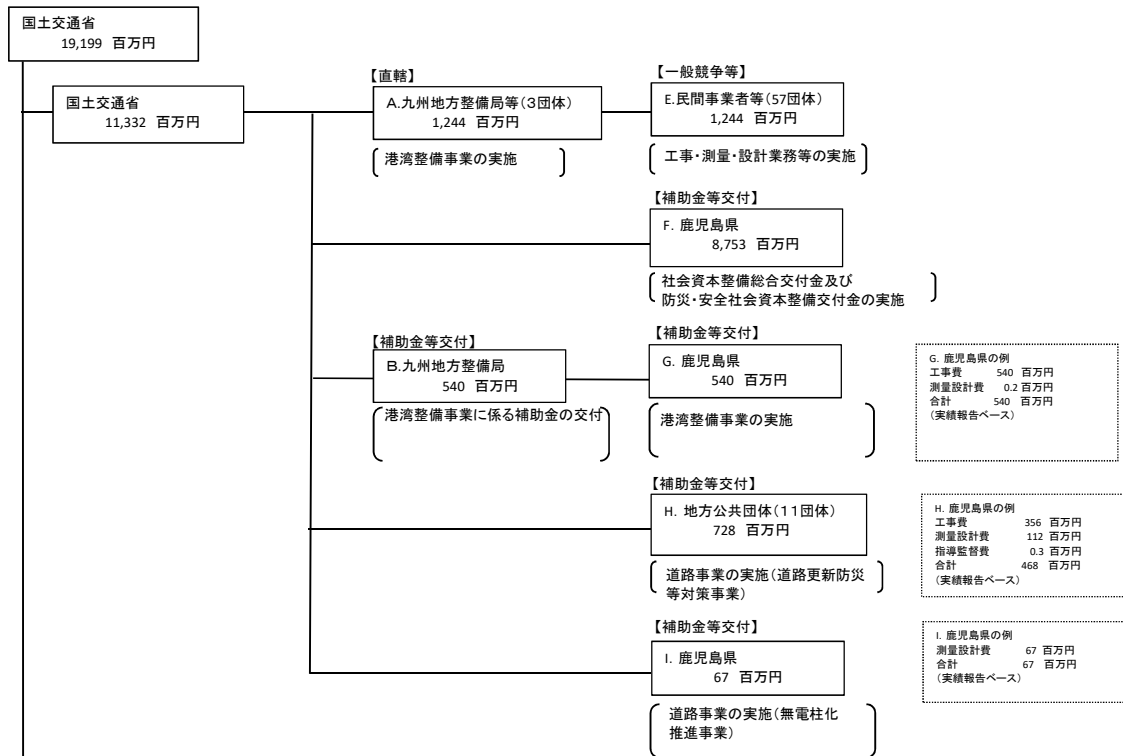 国土交通省
19,199 百万円
国土交通省
11,332 百万円
【直轄】
A.九州地方整備局等(3団体)
1,244 百万円
港湾整備事業の実施
【一般競争等】
E.民間事業者等(57団体)
1,244 百万円
工事・測量・設計業務等の実施
【補助金等交付】
F. 鹿児島県
8,753 百万円
社会資本整備総合交付金及び
防災・安全社会資本整備交付金の実施
【補助金等交付】
B.九州地方整備局
540 百万円
港湾整備事業に係る補助金の交付
【補助金等交付】
G. 鹿児島県
540 百万円
港湾整備事業の実施
G. 鹿児島県の例
工事費 540 百万円
測量設計費 0.2 百万円
合計 540 百万円
(実績報告ベース)
【補助金等交付】
H. 地方公共団体(11団体)
728 百万円
道路事業の実施(道路更新防災
等対策事業)
H. 鹿児島県の例
工事費 356 百万円
測量設計費 112 百万円
指導監督費 0.3 百万円
合計 468 百万円
(実績報告ベース)
【補助金等交付】
I. 鹿児島県
67 百万円
道路事業の実施(無電柱化
推進事業)
I. 鹿児島県の例
測量設計費 67 百万円
合計 67 百万円
(実績報告ベース)